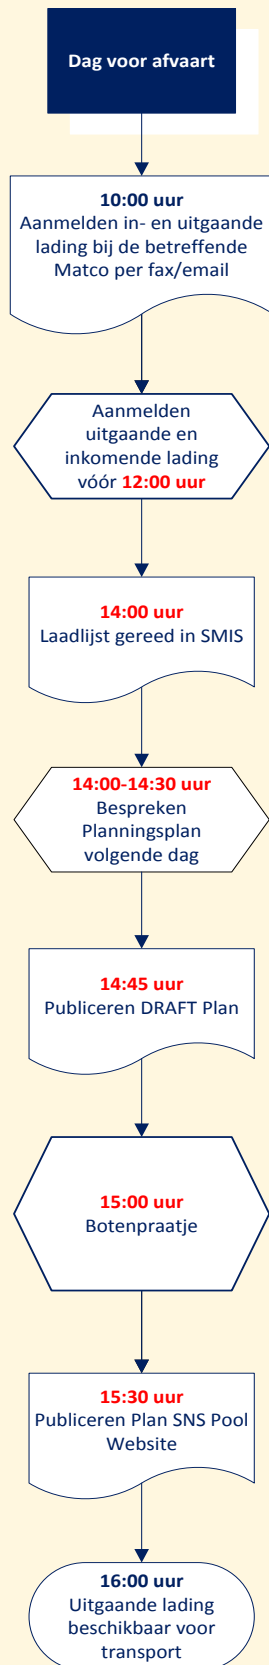 Dag voor afvaart
10:00 uur
Aanmelden in- en uitgaande
lading bij de betreffende
Matco per fax/email
Aanmelden
uitgaande en
inkomende lading
vóór 12:00 uur
14:00 uur
Laadlijst gereed in SMIS
14:00-14:30 uur
Bespreken
Planningsplan
volgende dag
14:45 uur
Publiceren DRAFT Plan
15:00 uur
Botenpraatje
15:30 uur
Publiceren Plan SNS Pool
Website
16:00 uur
Uitgaande lading
beschikbaar voor
transport